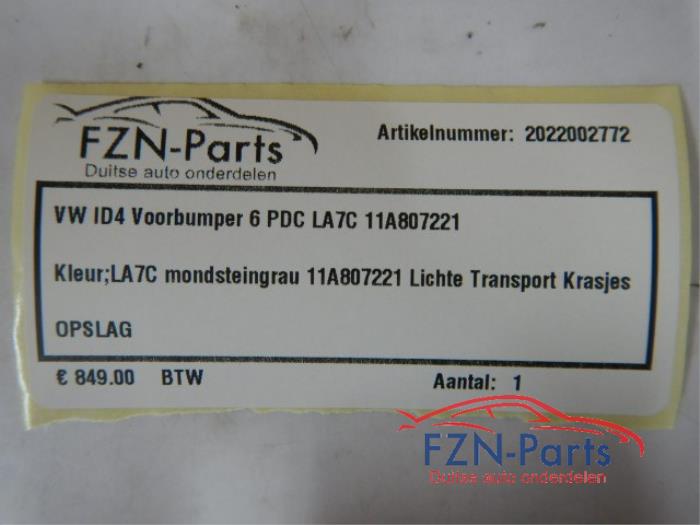 FZN-Parts
Duitse auto onderdelen
Artikelnummer: 2022002772
VW ID4 Voorbumper 6 PDC LA7C 11A807221
Kleur;LA7C mondsteingrau 11A807221 Lichte Transport Krasjes
OPSLAG
€ 849.00 BTW
Aantal: 1
FZN-Parts
Duitse auto onderdelen